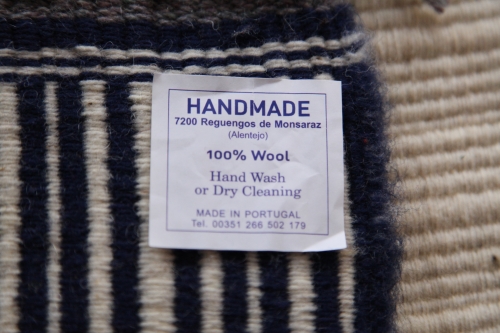 HANDMADE
7200 Reguengos de Monsaraz
(Alentejo)
100% Wool
Hand Wash
or Dry Cleaning
MADE IN PORTUGAL
Tel. 00351 266 502 179